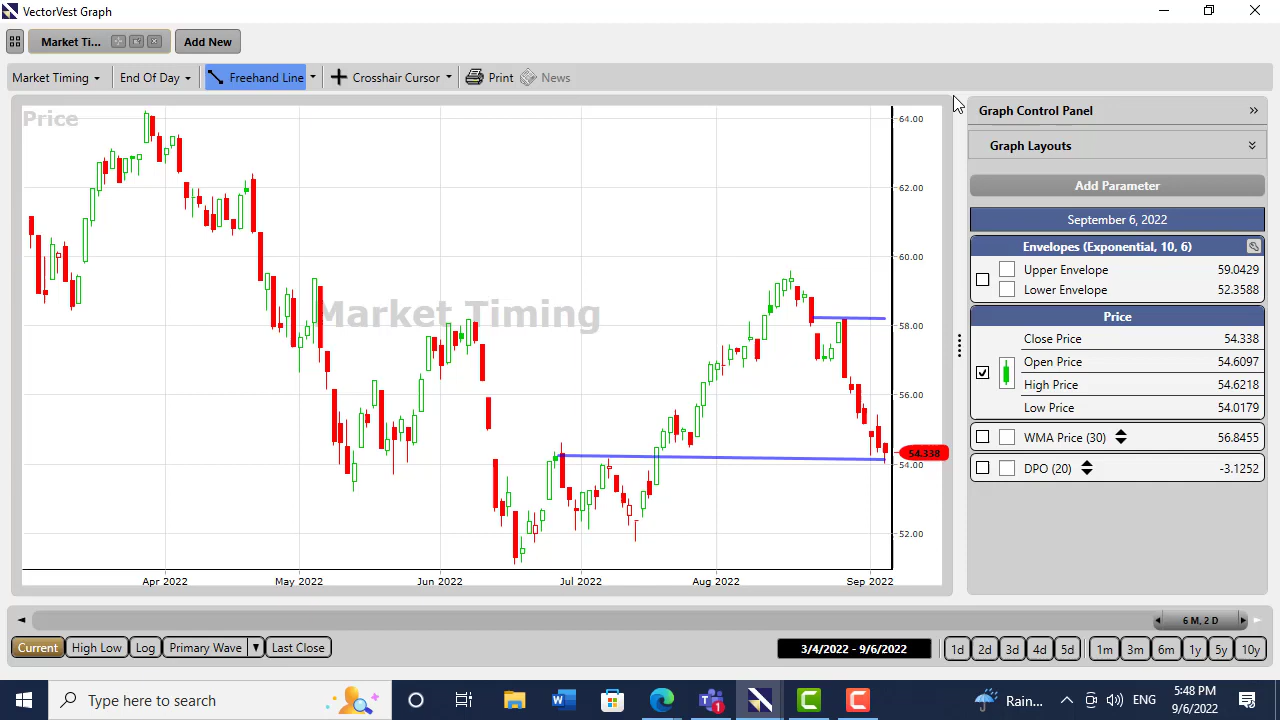 VectorVest Graph
Market Ti...
Add New
Market Timing
End Of Day
Freehand Line
Crosshair Cursor
Print
News
Price
Market Timing
64.00
62.00
60.00
58.00
56.00
54.338
54.00
52.00
Apr 2022
May 2022
Jun 2022
Jul 2022
Aug 2022
Sep 2022
Graph Control Panel
Graph Layouts
Add Parameter
September 6, 2022
Envelopes (Exponential, 10, 6)
Upper Envelope 59.0429
Lower Envelope 52.3588
Price
Close Price 54.338
Open Price 54.6097
High Price 54.6218
Low Price 54.0179
WMA Price (30) 56.8455
DPO (20) -3.1252
6 M, 2 D
Current
High Low
Log
Primary Wave
Last Close
3/4/2022 - 9/6/2022
1d
2d
3d
4d
5d
1m
3m
6m
1y
5y
10y
Type here to search
1
Rain...
ENG
5:48 PM
9/6/2022